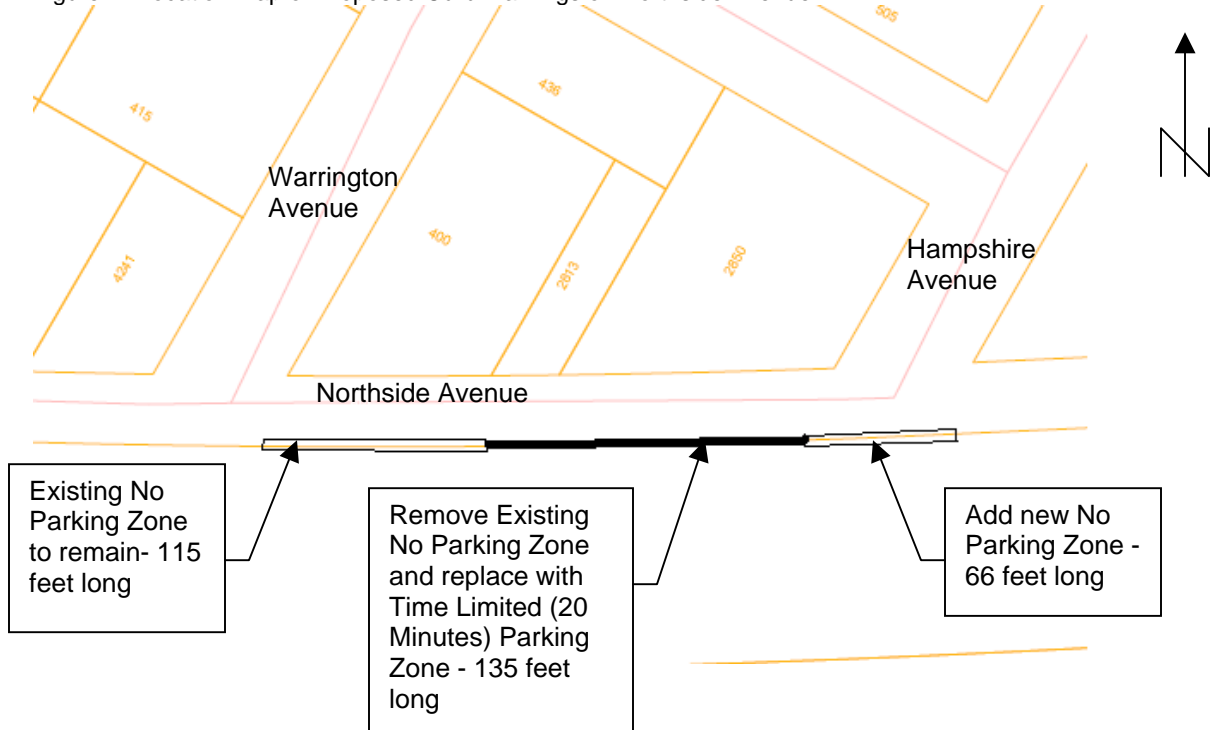 505
436
415
Warrington
Avenue
400
Hampshire
Avenue
2850
2813
4241
N
Northside Avenue
Existing No
Parking Zone
to remain- 115
feet long
Remove Existing
No Parking Zone
and replace with
Time Limited (20
Minutes) Parking
Zone - 135 feet
long
Add new No
Parking Zone -
66 feet long